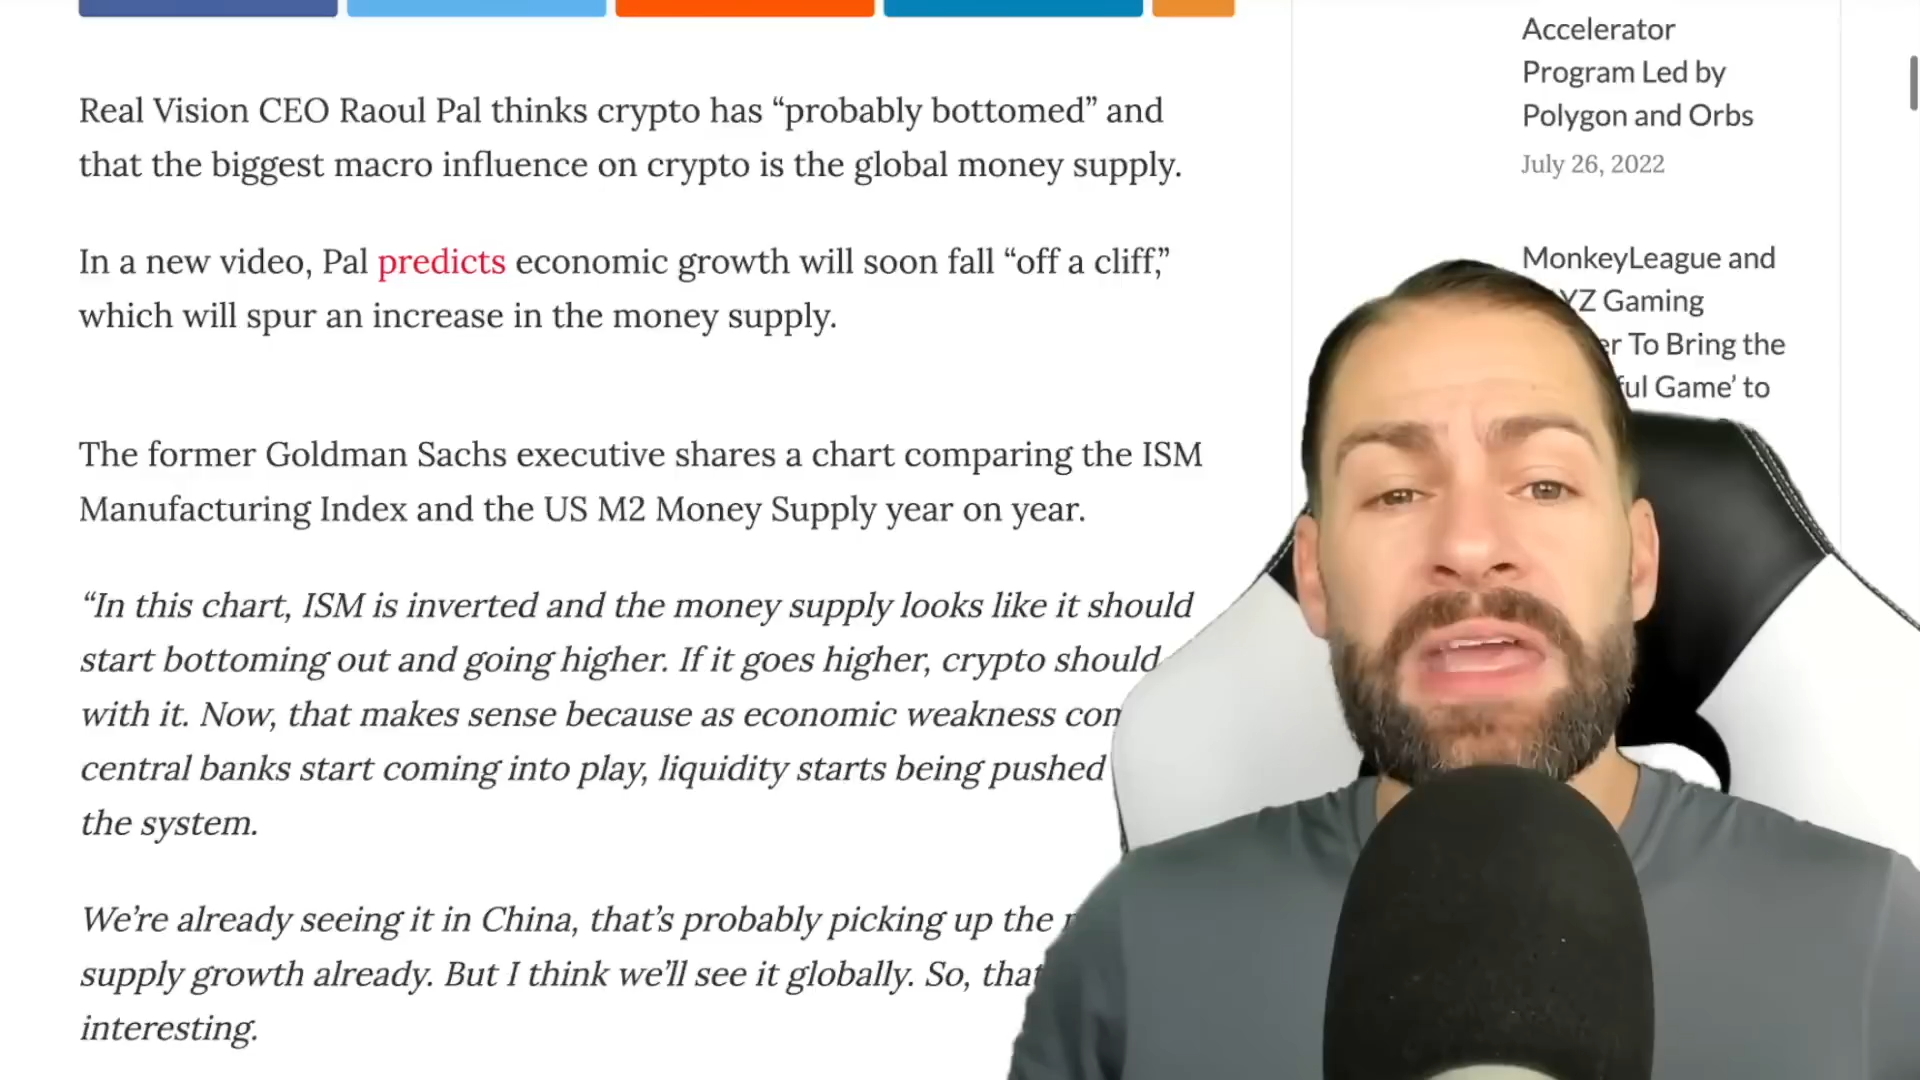 Real Vision CEO Raoul Pal thinks crypto has “probably bottomed” and
that the biggest macro influence on crypto is the global money supply.
In a new video, Pal predicts economic growth will soon fall “off a cliff,”
which will spur an increase in the money supply.
The former Goldman Sachs executive shares a chart comparing the ISM
Manufacturing Index and the US M2 Money Supply year on year.
“In this chart, ISM is inverted and the money supply looks like it should
start bottoming out and going higher. If it goes higher, crypto should
with it. Now, that makes sense because as economic weakness
central banks start coming into play, liquidity starts being pushed
the system.
We’re already seeing it in China, that’s probably picking up the
supply growth already. But I think we’ll see it globally. So,
interesting.
Accelerator
Program Led by
Polygon and Orbs
July 26, 2022
MonkeyLeague and
Gaming
To Bring the
Game’ to